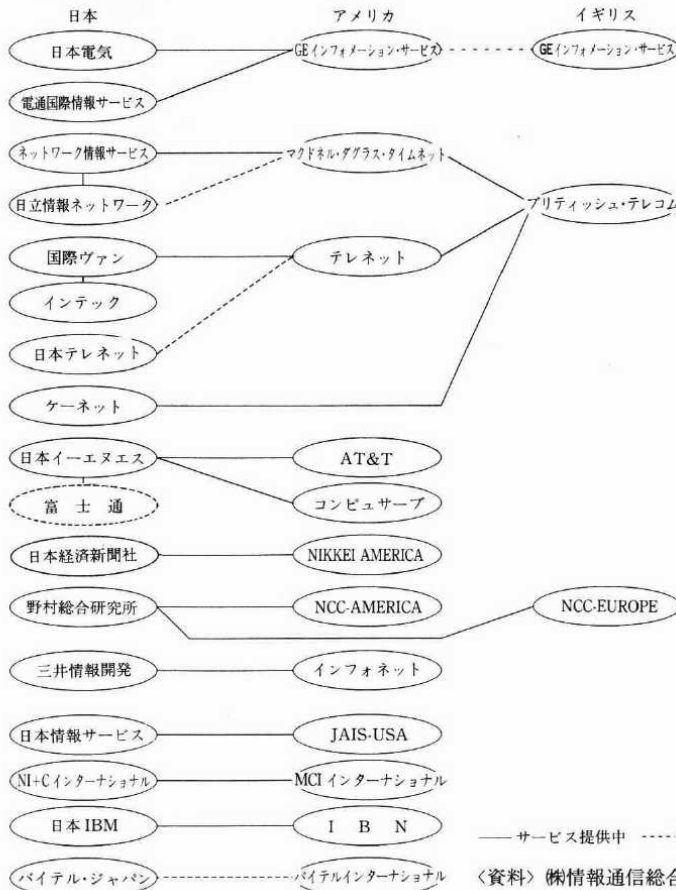 日本 アメリカ イギリス
日本電気 GEインフォメーション・サービス GEインフォメーション・サービス
電通国際情報サービス
ネットワーク情報サービス マクドネル・ダグラス・タイムネット
日立情報ネットワーク ブリティッシュ・テレコム
国際ヴァン テレネット
インテック
日本テレネット
ケーネット
日本イーエヌエス AT&T
富士通 コンピュサーブ
日本経済新聞社 NIKKEI AMERICA
野村総合研究所 NCC-AMERICA NCC-EUROPE
三井情報開発 インフォネット
日本情報サービス JAIS-USA
NI+Cインターナショナル MCIインターナショナル
日本IBM I B N
サービス提供中
バイテル・ジャパン バイテルインターナショナル
〈資料〉㈱情報通信総合